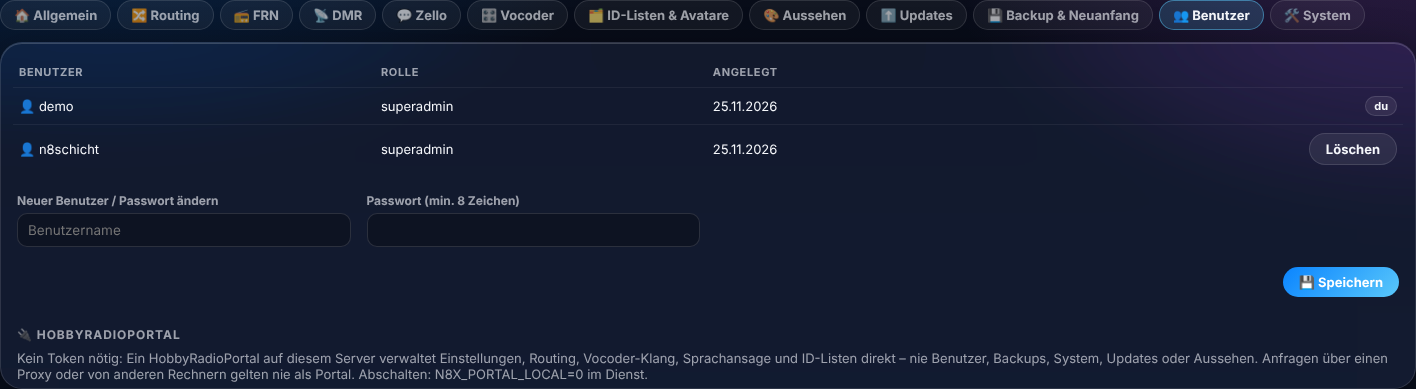 🏠 Allgemein 🔀 Routing 📻 FRN 📡 DMR 💬 Zello 🎛️ Vocoder 🗂️ ID-Listen & Avatare 🎨 Aussehen ⬆️ Updates 💾 Backup & Neuanfang 👥 Benutzer 🛠️ System
BENUTZER ROLLE ANGELEGT
👤 demo superadmin 25.11.2026 du
👤 n8schicht superadmin 25.11.2026 Löschen
Neuer Benutzer / Passwort ändern Passwort (min. 8 Zeichen)
Benutzername
💾 Speichern
🔌 HOBBYRADIOPORTAL
Kein Token nötig: Ein HobbyRadioPortal auf diesem Server verwaltet Einstellungen, Routing, Vocoder-Klang, Sprachansage und ID-Listen direkt – nie Benutzer, Backups, System, Updates oder Aussehen. Anfragen über einen
Proxy oder von anderen Rechnern gelten nie als Portal. Abschalten: N8X_PORTAL_LOCAL=0 im Dienst.